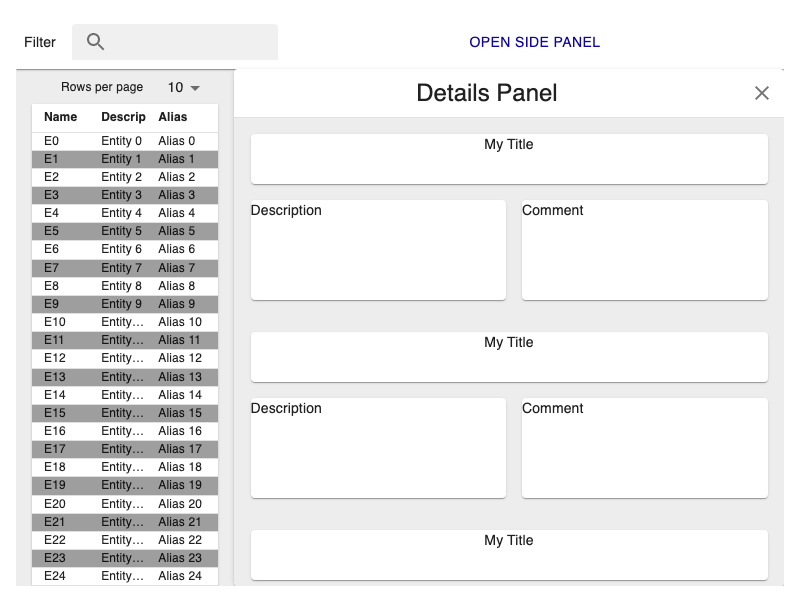 Filter
OPEN SIDE PANEL
Rows per page 10
Name Descrip Alias
E0 Entity 0 Alias 0
E1 Entity 1 Alias 1
E2 Entity 2 Alias 2
E3 Entity 3 Alias 3
E4 Entity 4 Alias 4
E5 Entity 5 Alias 5
E6 Entity 6 Alias 6
E7 Entity 7 Alias 7
E8 Entity 8 Alias 8
E9 Entity 9 Alias 9
E10 Entity… Alias 10
E11 Entity… Alias 11
E12 Entity… Alias 12
E13 Entity… Alias 13
E14 Entity… Alias 14
E15 Entity… Alias 15
E16 Entity… Alias 16
E17 Entity… Alias 17
E18 Entity… Alias 18
E19 Entity… Alias 19
E20 Entity… Alias 20
E21 Entity… Alias 21
E22 Entity… Alias 22
E23 Entity… Alias 23
E24 Entity… Alias 24
Details Panel
My Title
Description
Comment
My Title
Description
Comment
My Title